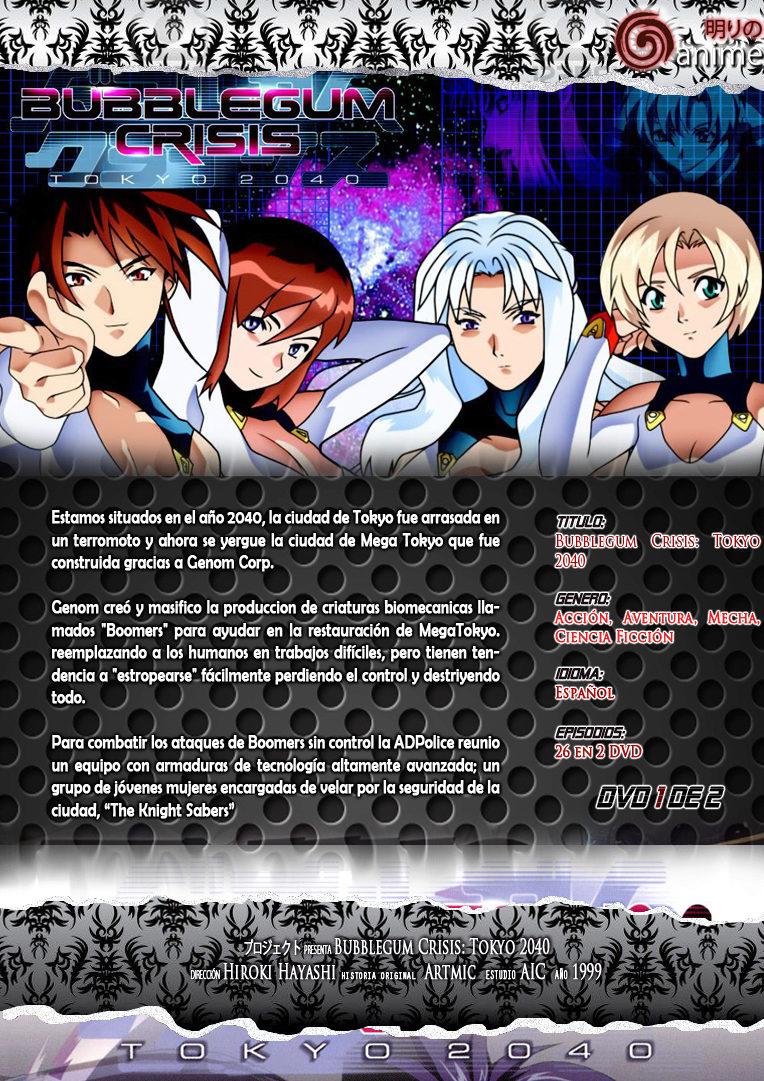 明りの
anime
BUBBLEGUM
CRISIS
TOKYO 2040
Estamos situados en el año 2040, la ciudad de Tokyo fue arrasada en
un terromoto y ahora se yergue la ciudad de Mega Tokyo que fue
construida gracias a Genom Corp.
Genom creó y masifico la produccion de criaturas biomecanicas lla-
mados "Boomers" para ayudar en la restauración de MegaTokyo.
reemplazando a los humanos en trabajos difíciles, pero tienen ten-
dencia a "estropearse" fácilmente perdiendo el control y destriyendo
todo.
Para combatir los ataques de Boomers sin control la ADPolice reunio
un equipo con armaduras de tecnología altamente avanzada; un
grupo de jóvenes mujeres encargadas de velar por la seguridad de la
ciudad, “The Knight Sabers”
TITULO:
Bubblegum Crisis: Tokyo
2040
GENERO:
Acción, Aventura, Mecha,
Ciencia Ficción
IDIOMA:
Español
EPISODIOS:
26 en 2 DVD
DVD 1 DE 2
プロジェクト PRESENTA Bubblegum Crisis: Tokyo 2040
DIRECCIÓN Hiroki Hayashi HISTORIA ORIGINAL ARTMIC ESTUDIO AIC AÑO 1999
TOKYO 2040